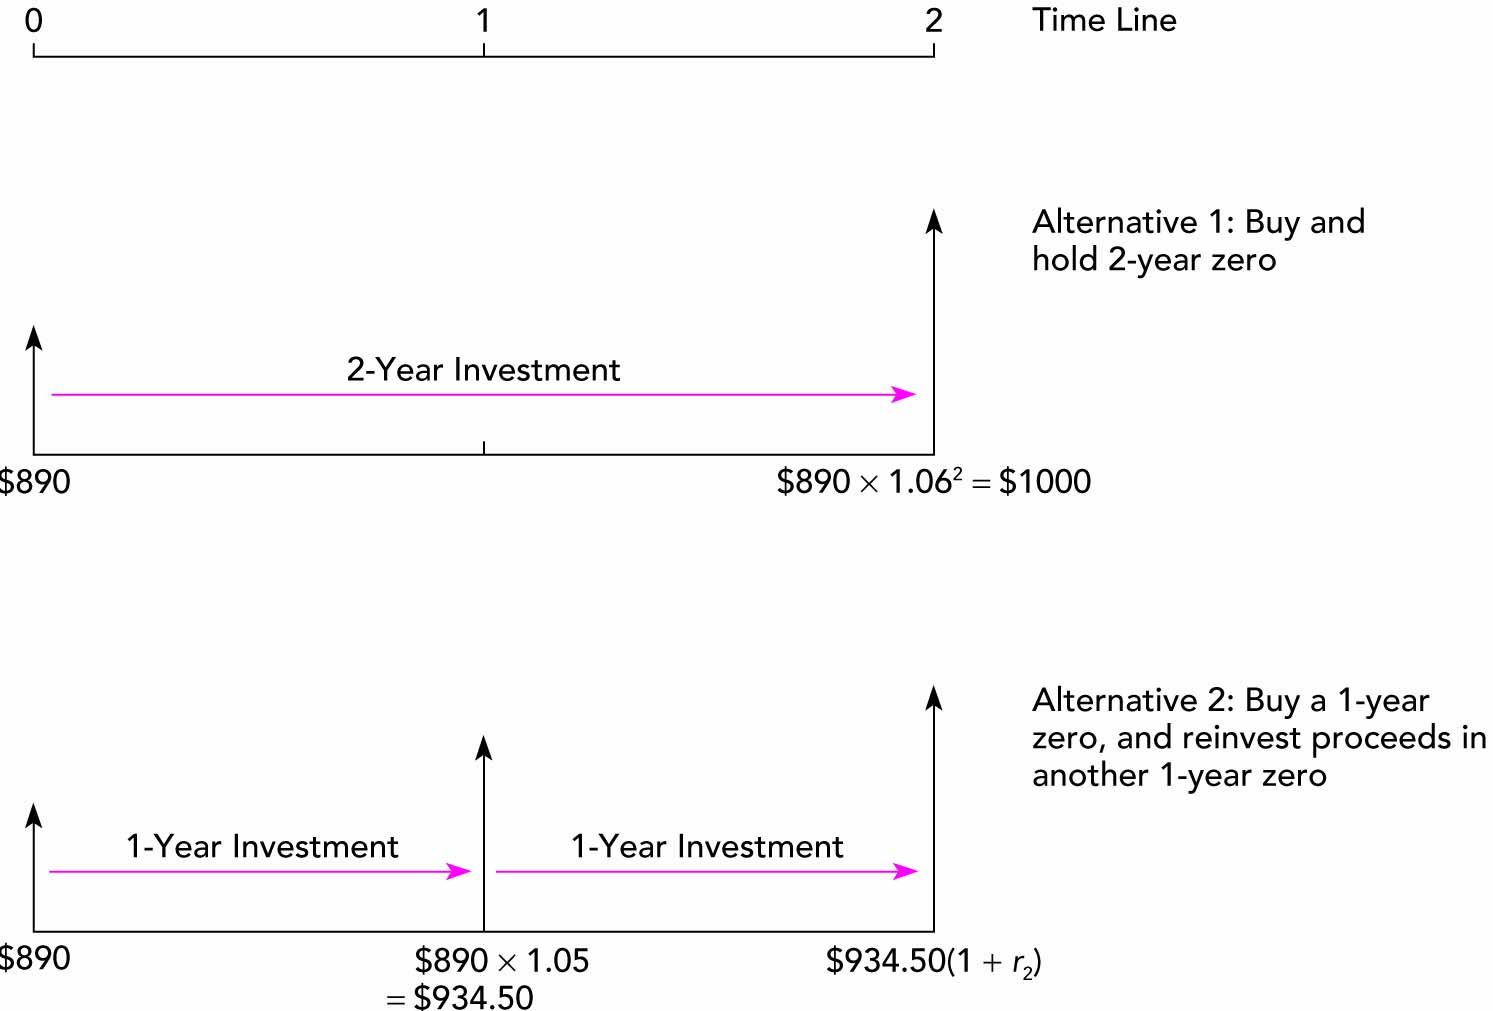 0 1 2 Time Line
Alternative 1: Buy and
hold 2-year zero
2-Year Investment
$890 $890 × 1.06² = $1000
Alternative 2: Buy a 1-year
zero, and reinvest proceeds in
another 1-year zero
1-Year Investment 1-Year Investment
$890 $890 × 1.05 $934.50(1 + r₂)
= $934.50